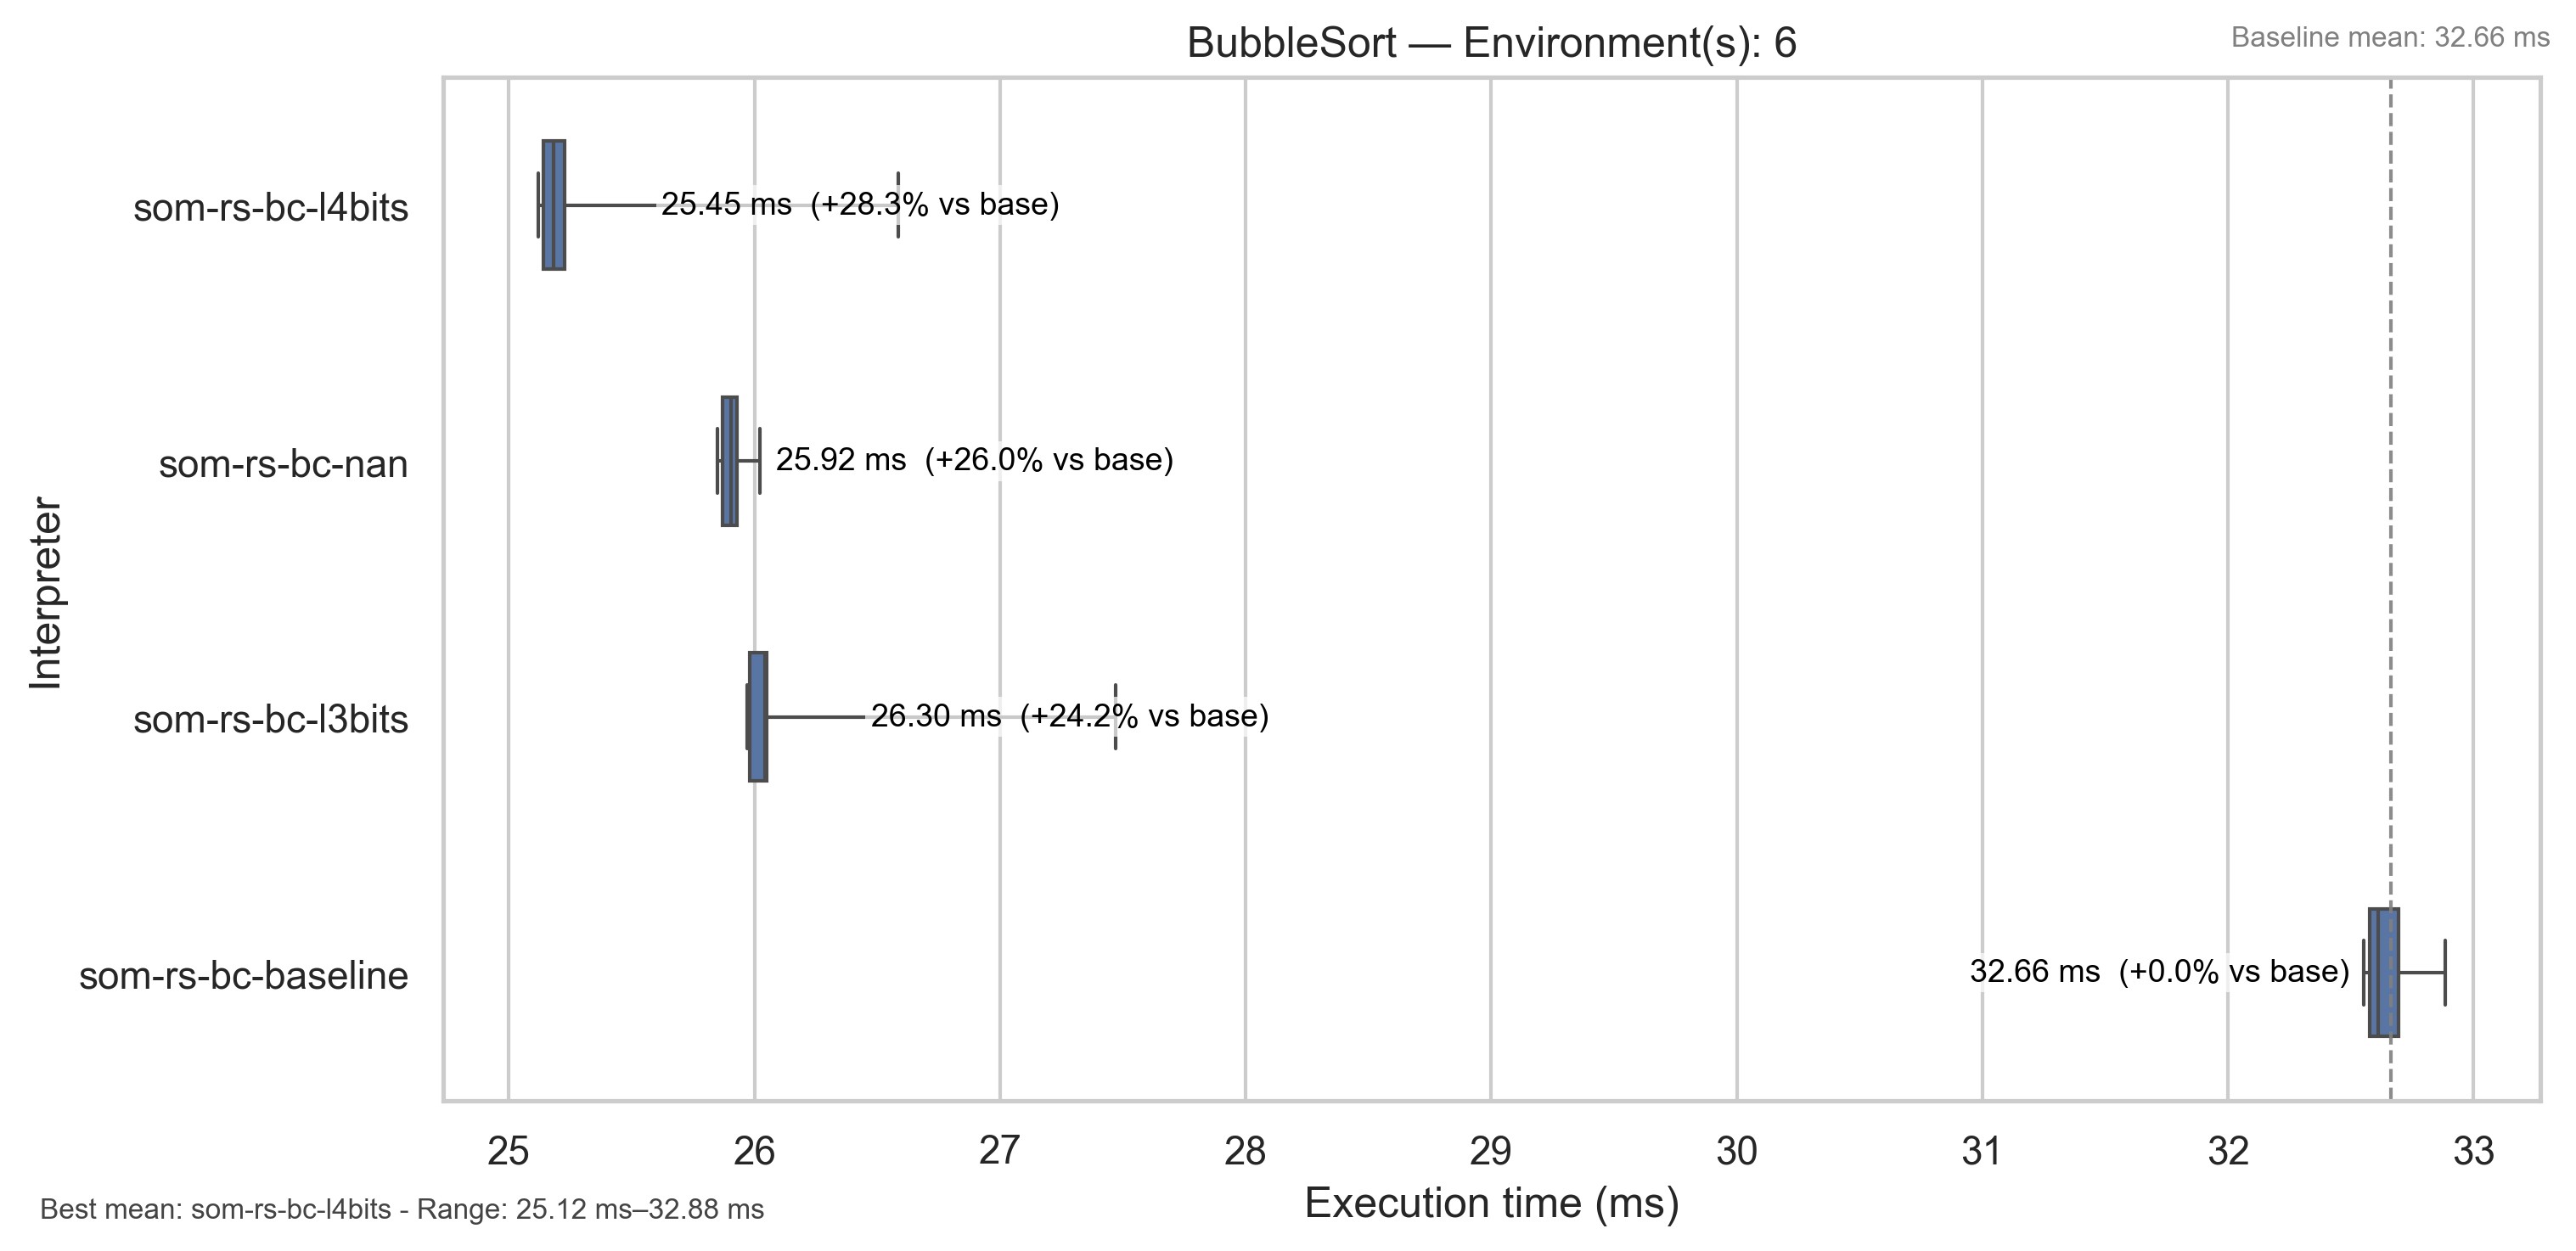 BubbleSort — Environment(s): 6
Baseline mean: 32.66 ms
Interpreter
som-rs-bc-l4bits
25.45 ms (+28.3% vs base)
som-rs-bc-nan
25.92 ms (+26.0% vs base)
som-rs-bc-l3bits
26.30 ms (+24.2% vs base)
som-rs-bc-baseline
32.66 ms (+0.0% vs base)
25 26 27 28 29 30 31 32 33
Execution time (ms)
Best mean: som-rs-bc-l4bits - Range: 25.12 ms–32.88 ms